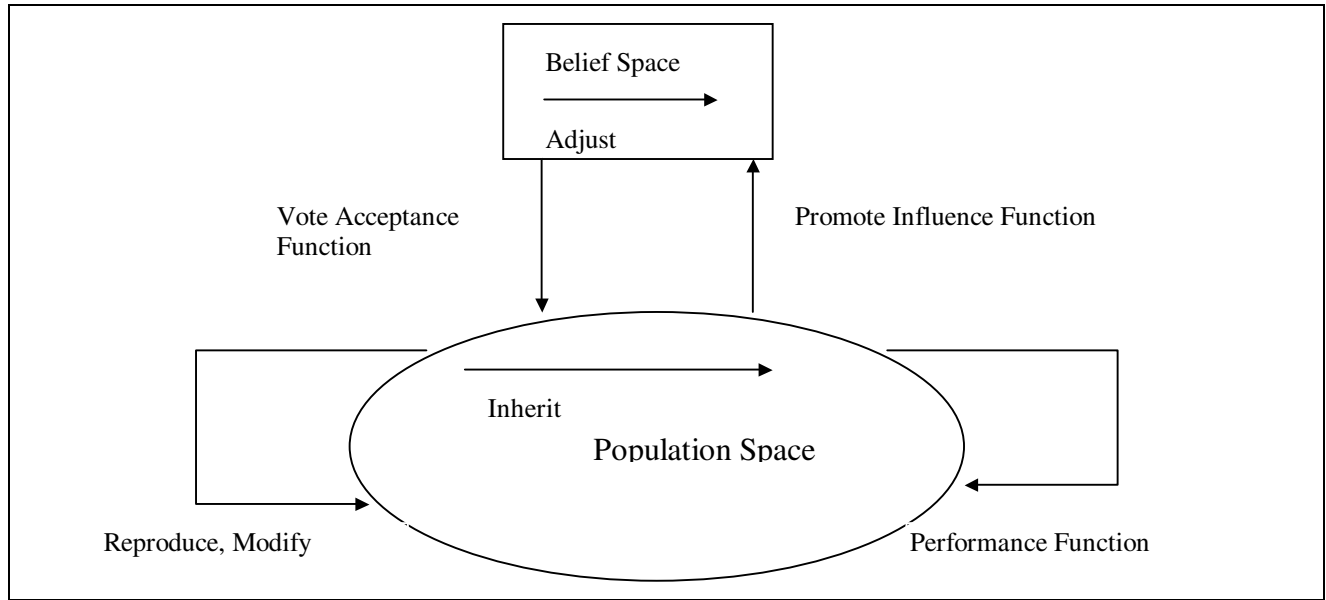 Belief Space
Adjust
Vote Acceptance
Function
Promote Influence Function
Inherit
Population Space
Reproduce, Modify
Performance Function